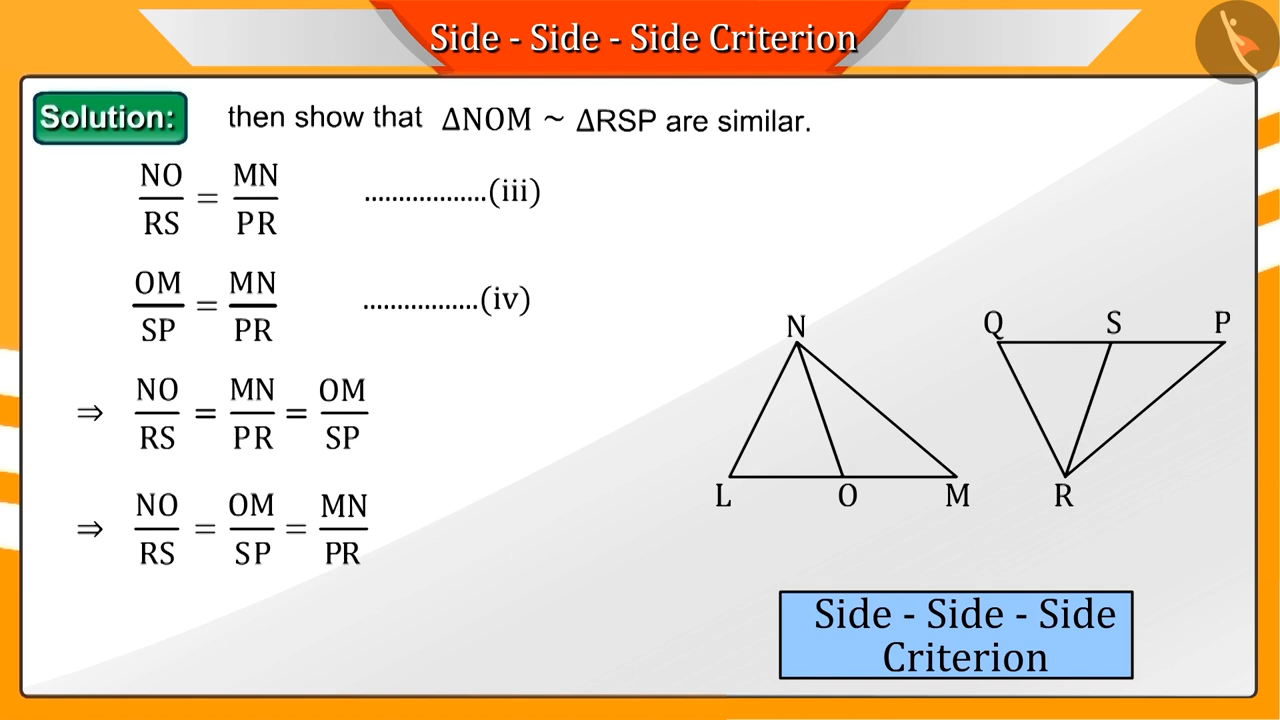 Side - Side - Side Criterion
Solution: then show that ΔNOM ~ ΔRSP are similar.
NO/RS = MN/PR ..................(iii)
OM/SP = MN/PR .................(iv)
⇒ NO/RS = MN/PR = OM/SP
⇒ NO/RS = OM/SP = MN/PR
N
L O M
Q S P
R
Side - Side - Side
Criterion